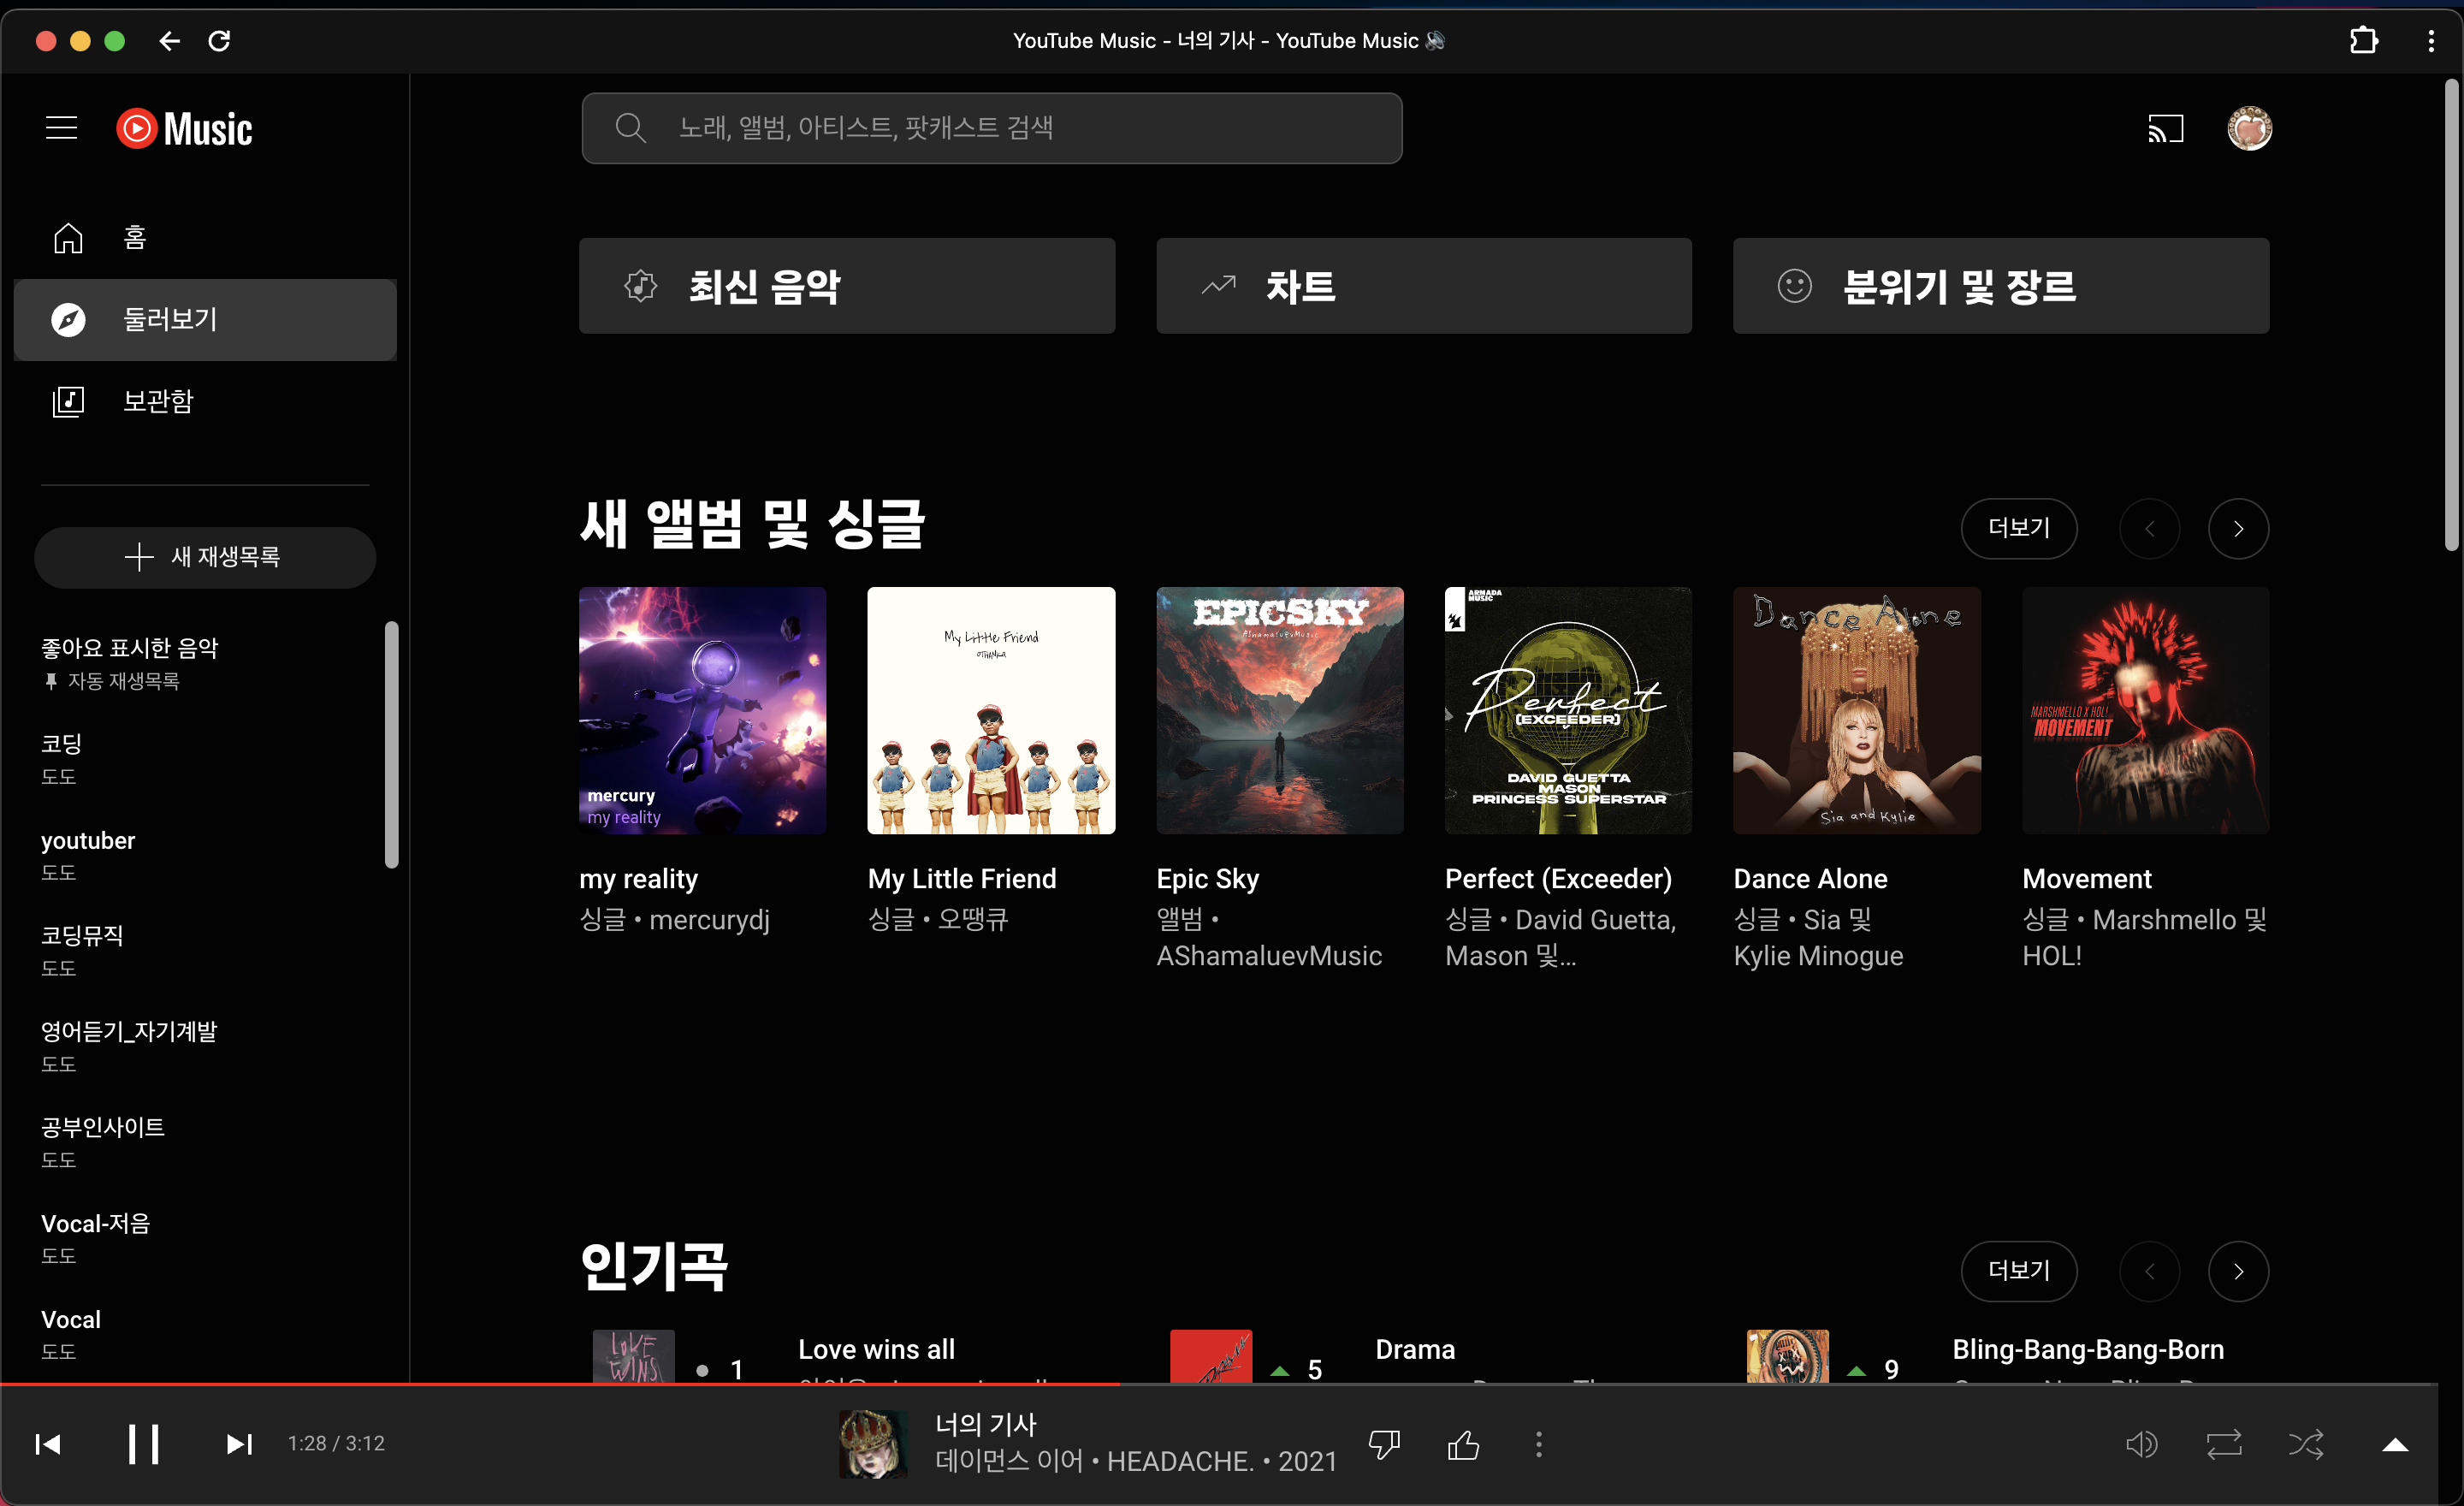 YouTube Music - 너의 기사 - YouTube Music
Music
노래, 앨범, 아티스트, 팟캐스트 검색
홈
둘러보기
보관함
새 재생목록
좋아요 표시한 음악
자동 재생목록
코딩
도도
youtuber
도도
코딩뮤직
도도
영어듣기_자기계발
도도
공부인사이트
도도
Vocal-저음
도도
Vocal
도도
최신 음악
차트
분위기 및 장르
새 앨범 및 싱글
더보기
mercury
my reality
my reality
싱글 • mercurydj
My Little Friend
OTHANKQ
My Little Friend
싱글 • 오땡큐
EPICSKY
AShamaluevMusic
Epic Sky
앨범 •
AShamaluevMusic
ARMADA
MUSIC
Perfect
(EXCEEDER)
DAVID GUETTA
MASON
PRINCESS SUPERSTAR
Perfect (Exceeder)
싱글 • David Guetta,
Mason 및...
Dance Alone
Sia and Kylie
Dance Alone
싱글 • Sia 및
Kylie Minogue
MARSHMELLO X HOL!
MOVEMENT
Movement
싱글 • Marshmello 및
HOL!
인기곡
더보기
LOVE
WINS
1
Love wins all
5
Drama
9
Bling-Bang-Bang-Born
1:28 / 3:12
너의 기사
데이먼스 이어 • HEADACHE. • 2021